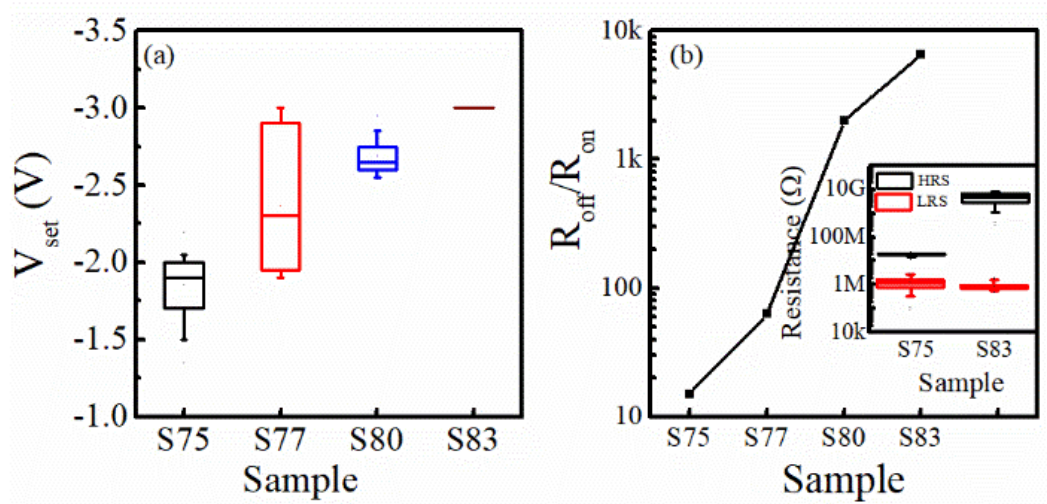 (a)
V_set (V)
-3.5
-3.0
-2.5
-2.0
-1.5
-1.0
S75 S77 S80 S83
Sample
(b)
R_off/R_on
10k
1k
100
10
S75 S77 S80 S83
Sample
Resistance (Ω)
10G
100M
1M
10k
HRS
LRS
S75 S83
Sample